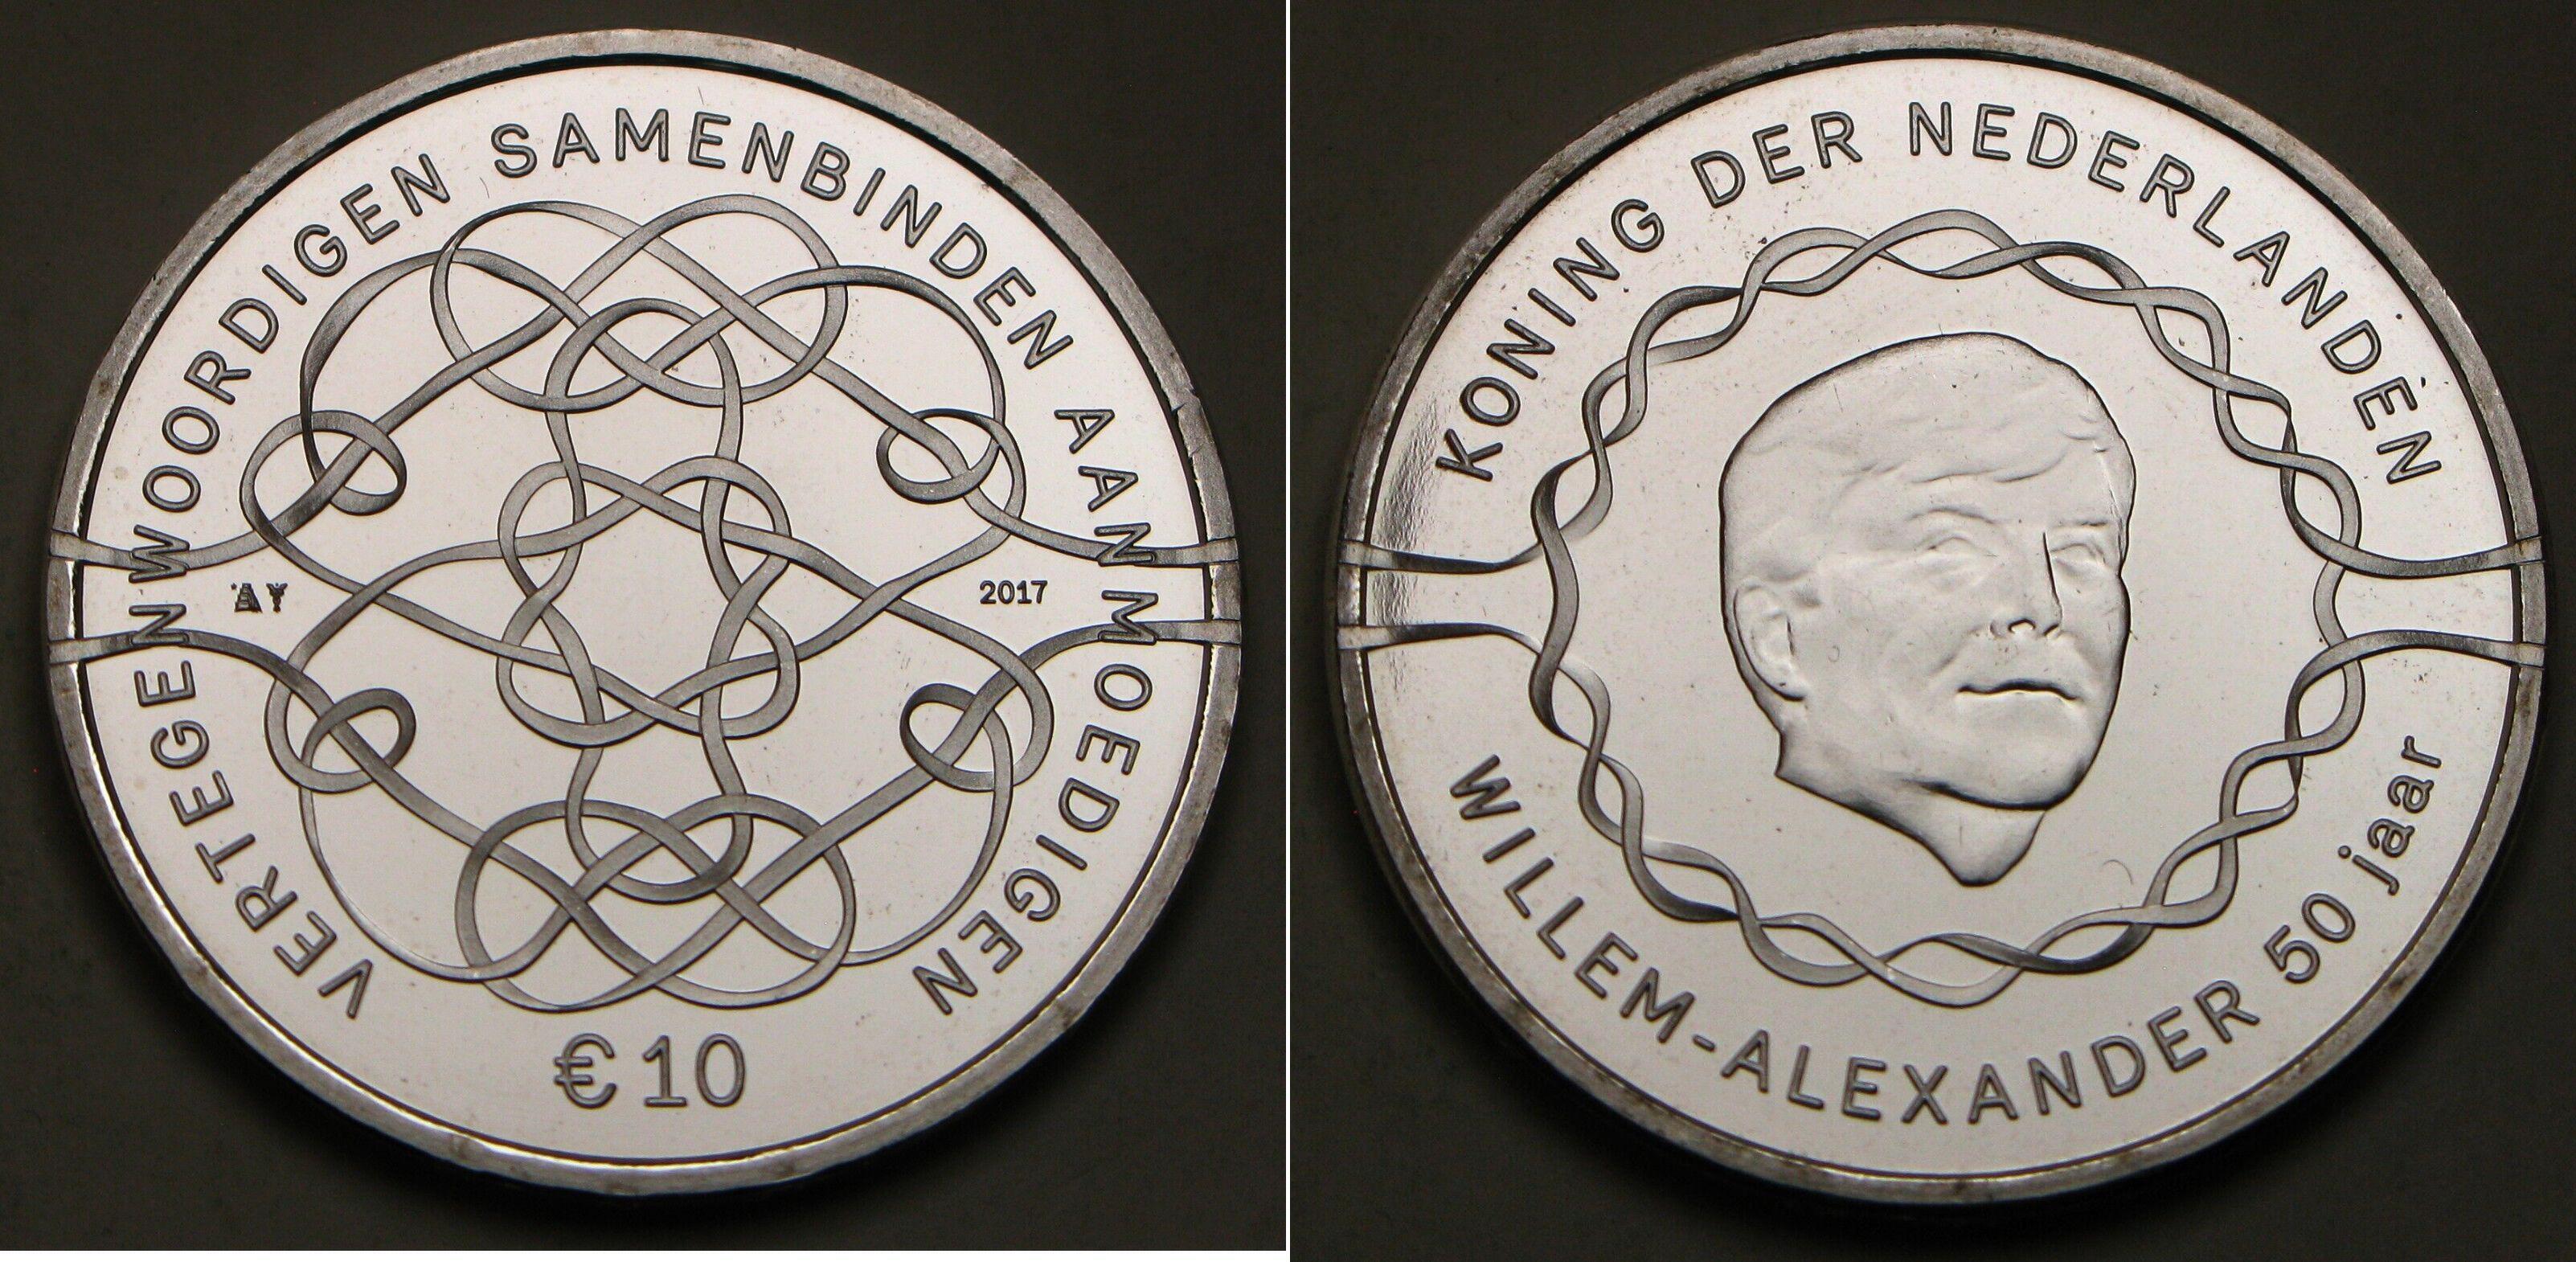 VERTEGENWOORDIGEN SAMENBINDEN AANMOEDIGEN
2017
€10
KONING DER NEDERLANDEN
WILLEM-ALEXANDER 50 jaar